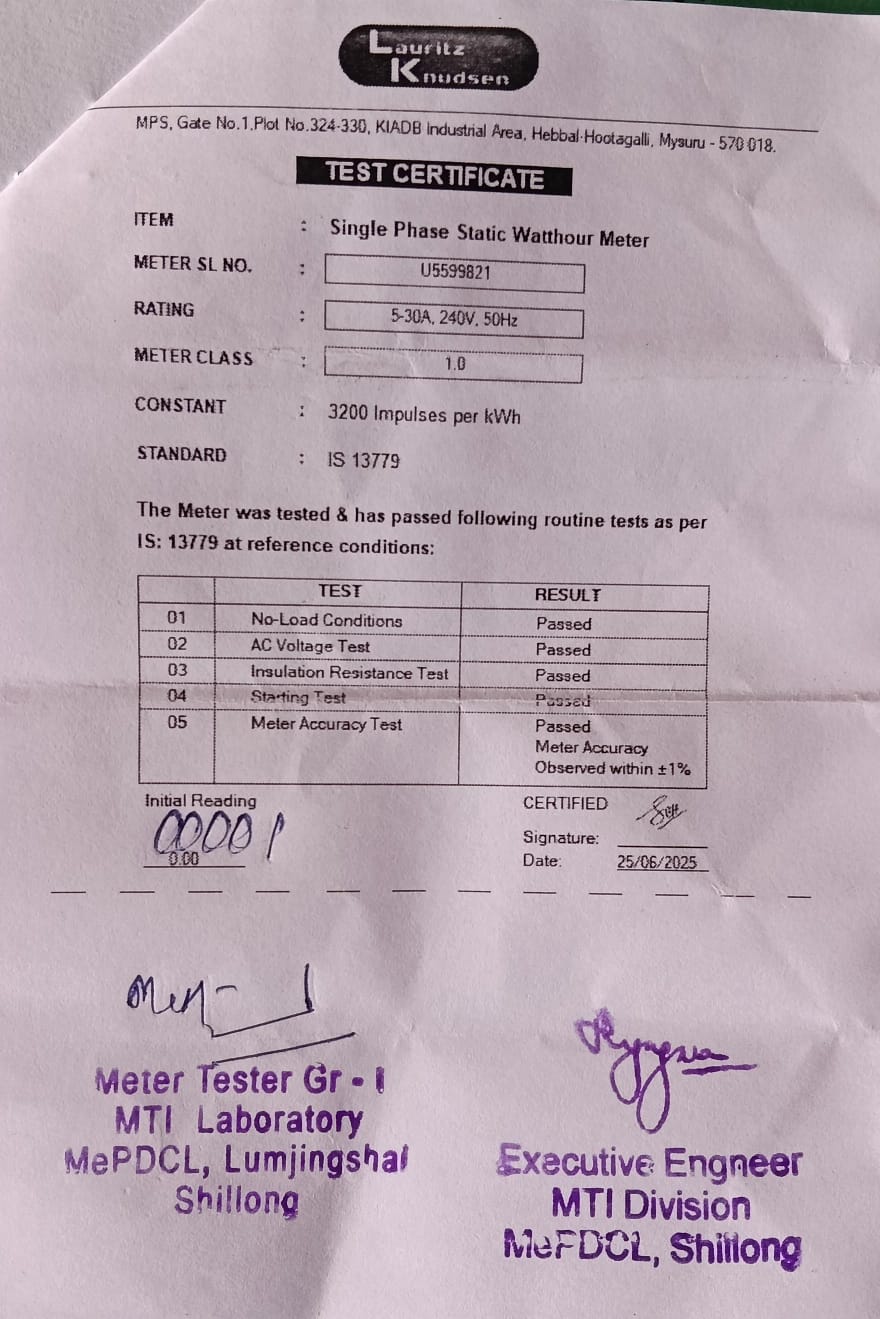 Lauritz
Knudsen
MPS, Gate No.1,Plot No.324-330, KIADB Industrial Area, Hebbal-Hootagalli, Mysuru - 570 018.
TEST CERTIFICATE
ITEM : Single Phase Static Watthour Meter
METER SL NO. : U5599821
RATING : 5-30A, 240V, 50Hz
METER CLASS : 1.0
CONSTANT : 3200 Impulses per kWh
STANDARD : IS 13779
The Meter was tested & has passed following routine tests as per
IS: 13779 at reference conditions:
TEST RESULT
01 No-Load Conditions Passed
02 AC Voltage Test Passed
03 Insulation Resistance Test Passed
04 Starting Test Passed
05 Meter Accuracy Test Passed
Meter Accuracy
Observed within ±1%
Initial Reading CERTIFIED
00001
0.00
Signature:
Date: 25/06/2025
Meter Tester Gr - I
MTI Laboratory
MePDCL, Lumjingshai
Shillong
Executive Engneer
MTI Division
MePDCL, Shillong